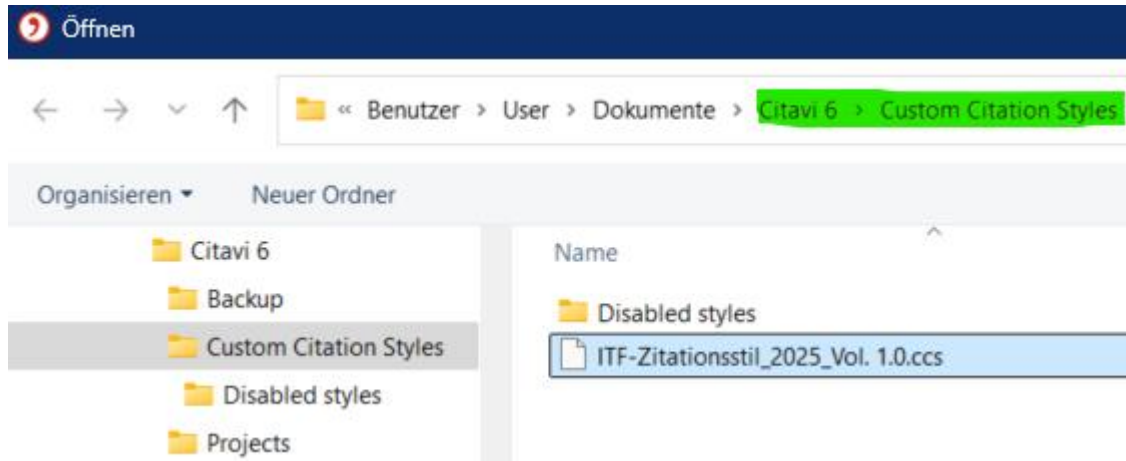 Öffnen
« Benutzer > User > Dokumente > Citavi 6 > Custom Citation Styles
Organisieren Neuer Ordner
Citavi 6
Backup
Custom Citation Styles
Disabled styles
Projects
Name
Disabled styles
ITF-Zitationsstil_2025_Vol. 1.0.ccs